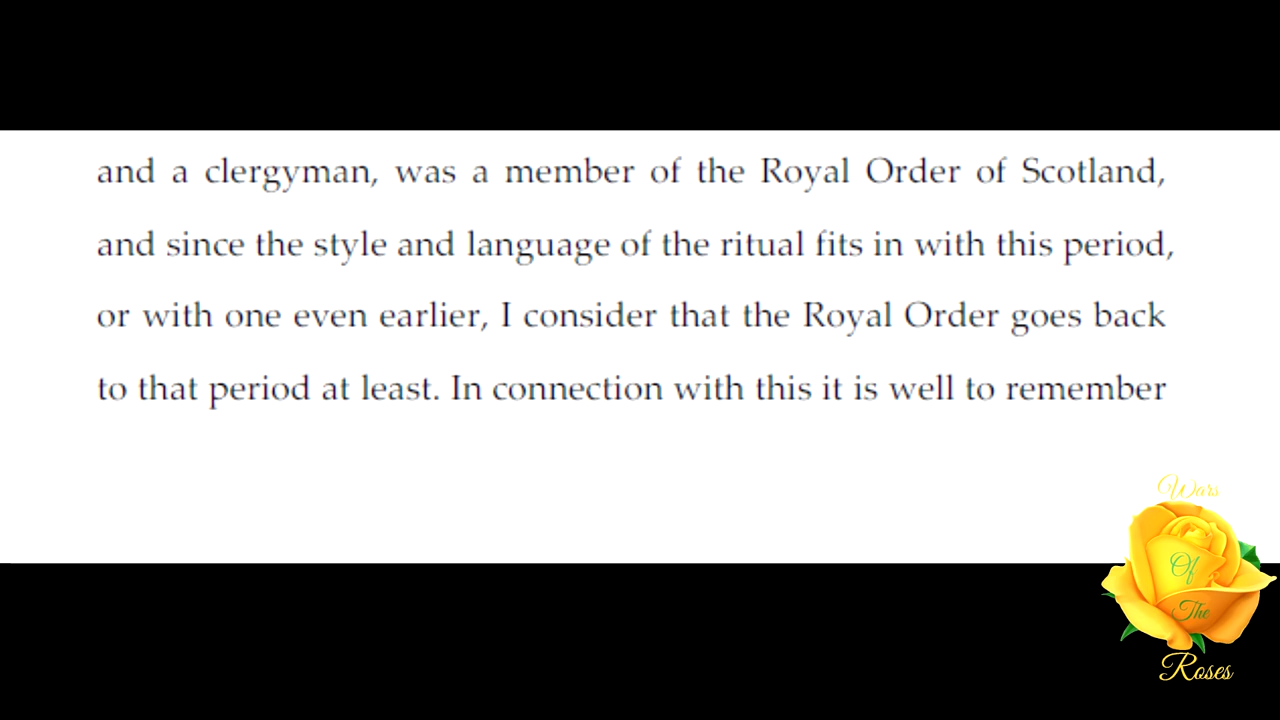 and a clergyman, was a member of the Royal Order of Scotland,
and since the style and language of the ritual fits in with this period,
or with one even earlier, I consider that the Royal Order goes back
to that period at least. In connection with this it is well to remember
Wars
Of
The
Roses